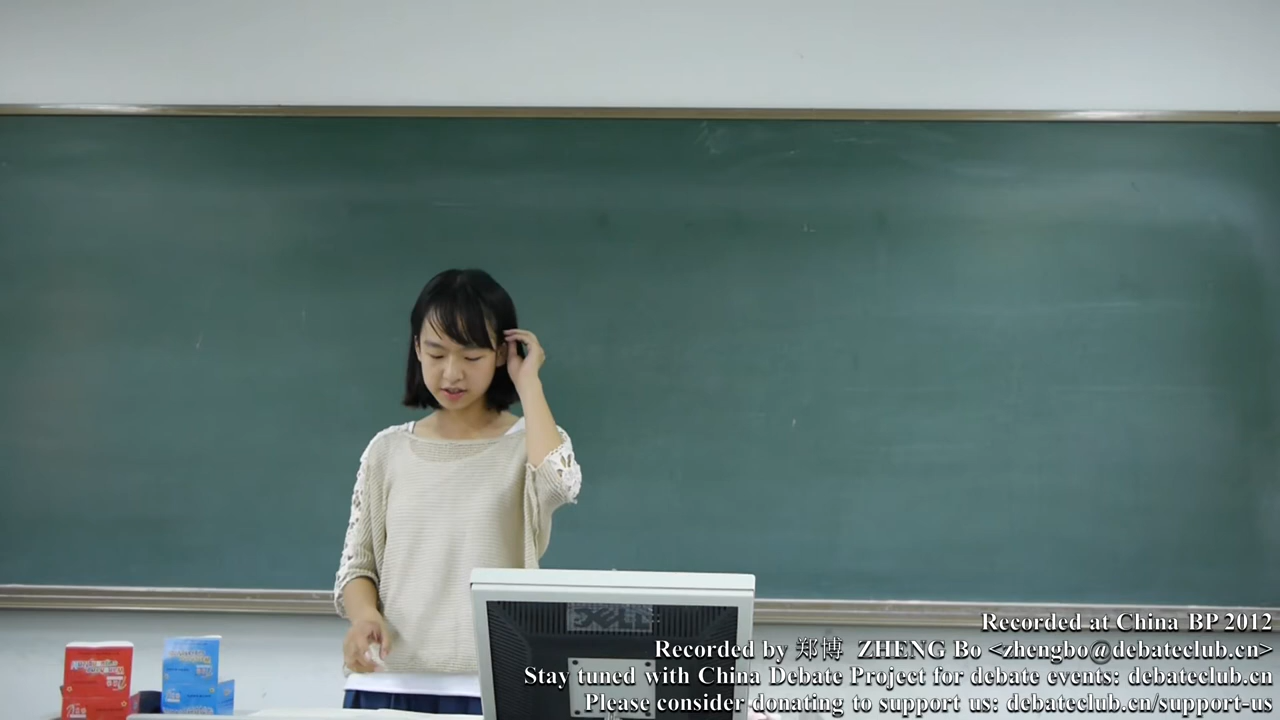 Recorded at China BP 2012
Recorded by 郑博 ZHENG Bo <zhengbo@debateclub.cn>
Stay tuned with China Debate Project for debate events: debateclub.cn
Please consider donating to support us: debateclub.cn/support-us